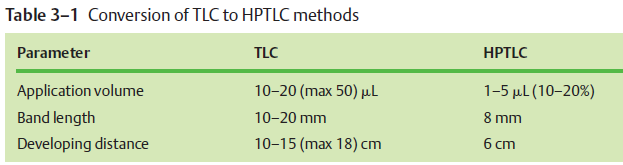 Table 3–1 Conversion of TLC to HPTLC methods
Parameter TLC HPTLC
Application volume 10–20 (max 50) µL 1–5 µL (10–20%)
Band length 10–20 mm 8 mm
Developing distance 10–15 (max 18) cm 6 cm